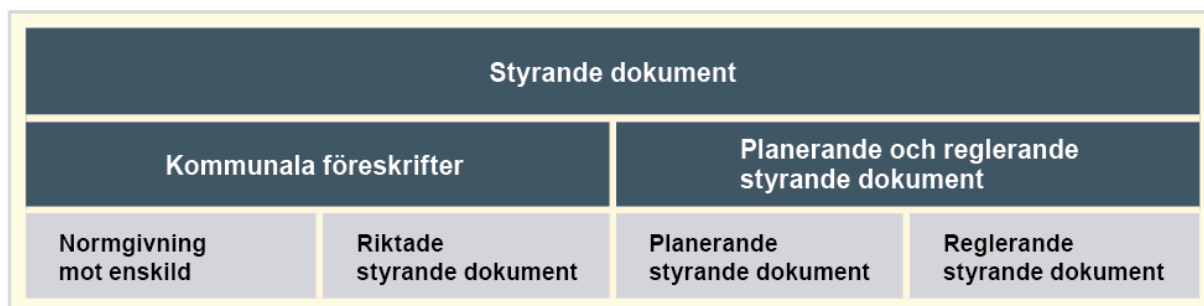 Styrande dokument
Kommunala föreskrifter
Planerande och reglerande
styrande dokument
Normgivning
mot enskild
Riktade
styrande dokument
Planerande
styrande dokument
Reglerande
styrande dokument